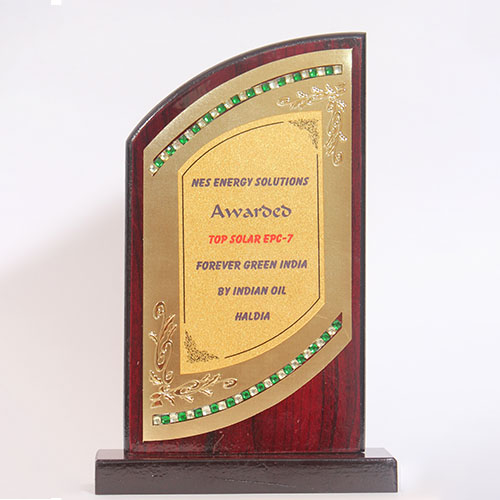 NES ENERGY SOLUTIONS
Awarded
TOP SOLAR EPC-7
FOREVER GREEN INDIA
BY INDIAN OIL
HALDIA